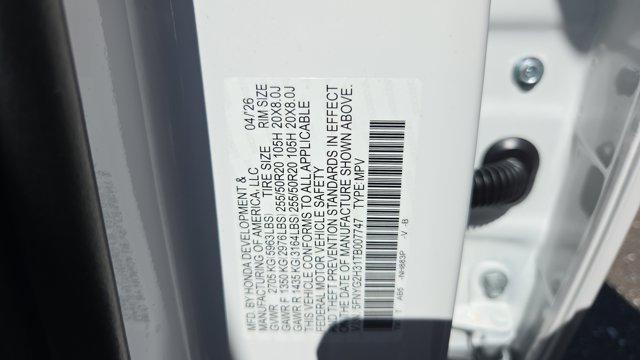 MFD. BY HONDA DEVELOPMENT & 04/26
MANUFACTURING OF AMERICA, LLC
TIRE SIZE RIM SIZE
GVWR 2705 KG(5963LBS)
GAWR F 1350 KG(2976LBS) 255/50R20 105H 20X8.0J
GAWR R 1435 KG(3164LBS) 255/50R20 105H 20X8.0J
THIS VEHICLE CONFORMS TO ALL APPLICABLE
FEDERAL MOTOR VEHICLE SAFETY
AND THEFT PREVENTION STANDARDS IN EFFECT
ON THE DATE OF MANUFACTURE SHOWN ABOVE.
V.I.N. 5FNYG2H31TB007747 TYPE:MPV
AB5 NH883P -V -B